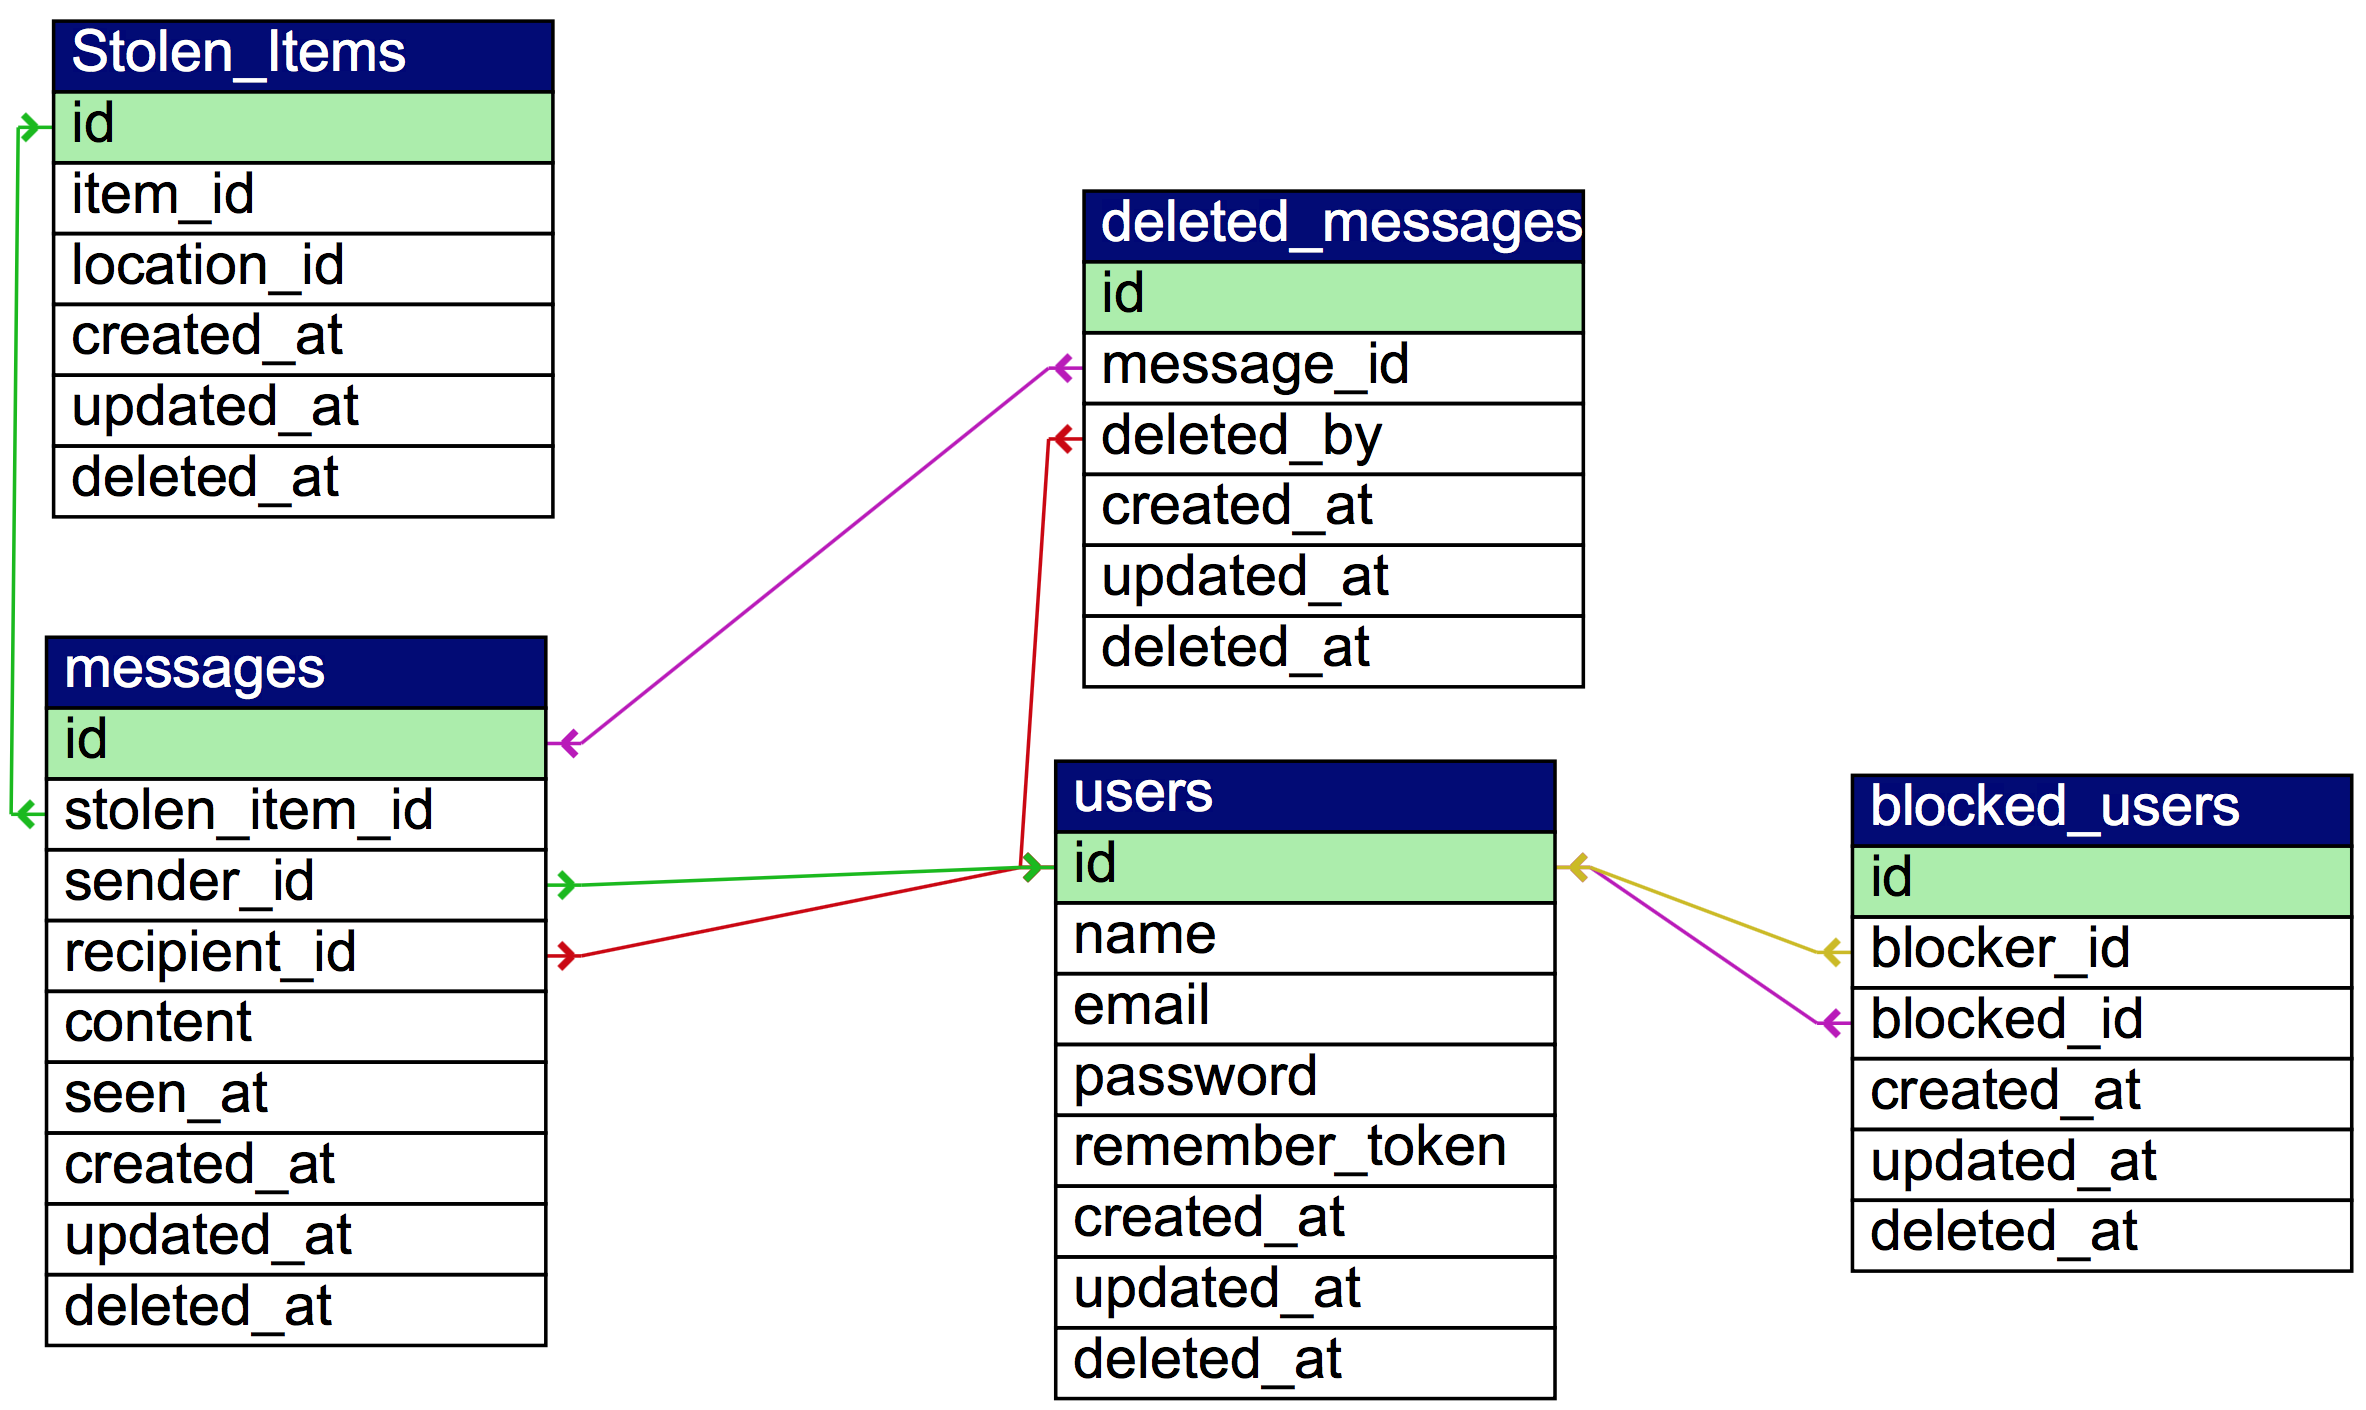 Stolen_Items
id
item_id
location_id
created_at
updated_at
deleted_at
deleted_messages
id
message_id
deleted_by
created_at
updated_at
deleted_at
messages
id
stolen_item_id
sender_id
recipient_id
content
seen_at
created_at
updated_at
deleted_at
users
id
name
email
password
remember_token
created_at
updated_at
deleted_at
blocked_users
id
blocker_id
blocked_id
created_at
updated_at
deleted_at